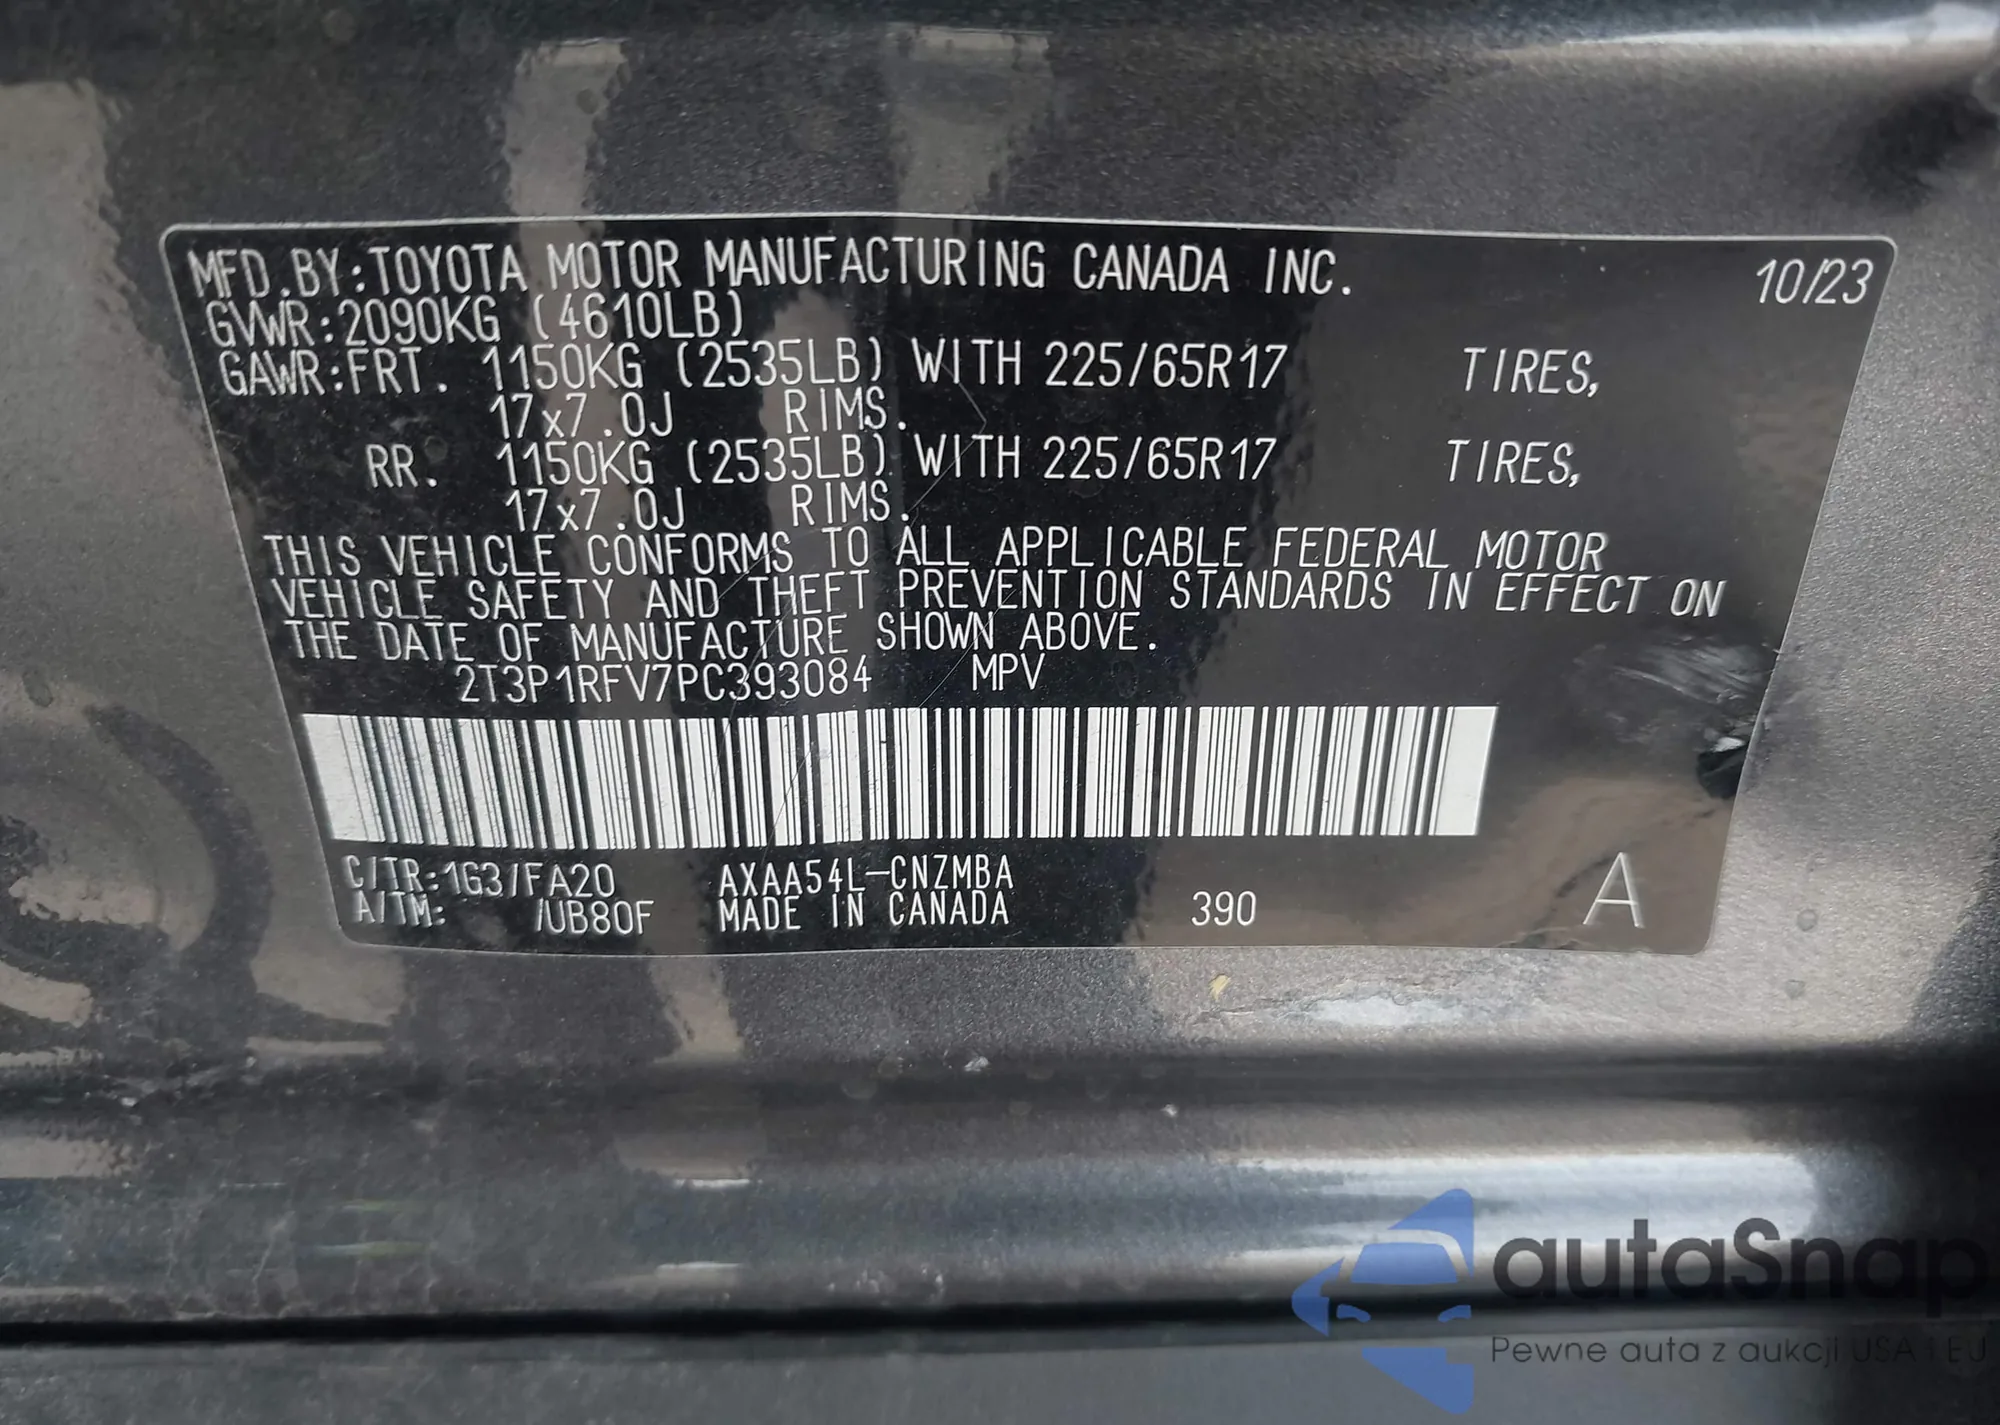 MFD.BY:TOYOTA MOTOR MANUFACTURING CANADA INC. 10/23
GVWR:2090KG (4610LB)
GAWR:FRT. 1150KG (2535LB) WITH 225/65R17 TIRES,
17x7.0J RIMS.
RR. 1150KG (2535LB) WITH 225/65R17 TIRES,
17x7.0J RIMS.
THIS VEHICLE CONFORMS TO ALL APPLICABLE FEDERAL MOTOR
VEHICLE SAFETY AND THEFT PREVENTION STANDARDS IN EFFECT ON
THE DATE OF MANUFACTURE SHOWN ABOVE.
2T3P1RFV7PC393084 MPV
C/TR:1G3/FA20 AXAA54L-CNZMBA
A/TM: /UB80F MADE IN CANADA 390 A
autaSnap
Pewne auta z aukcji USA i EU